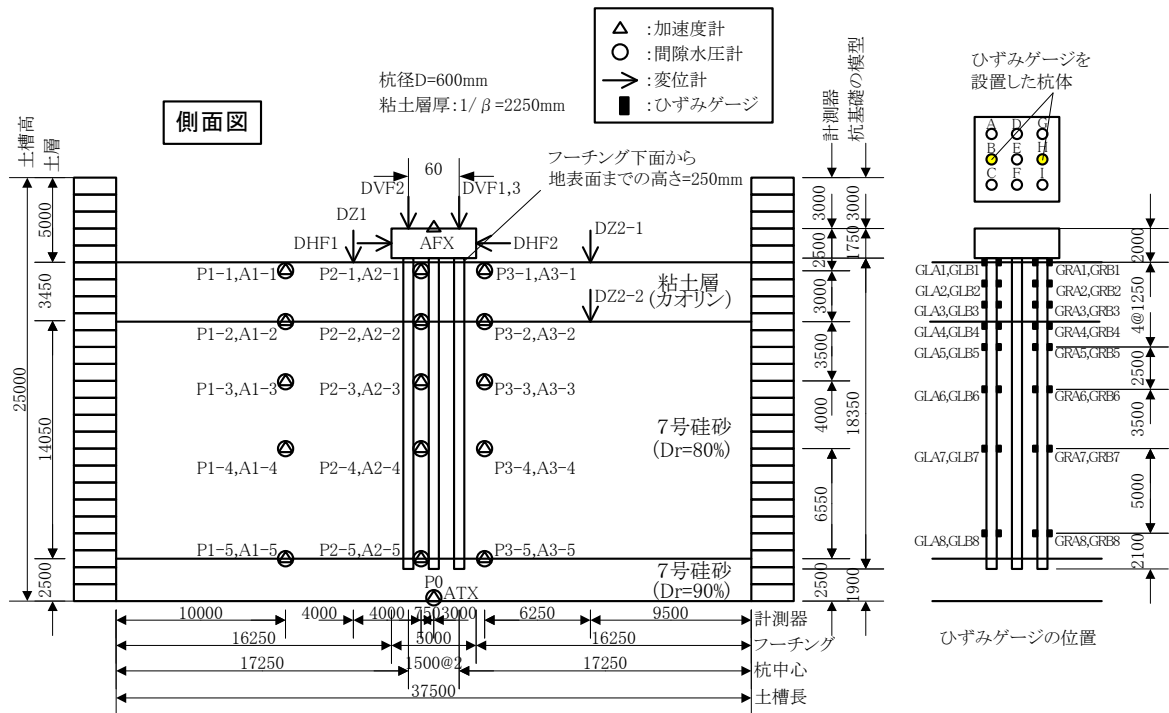 :加速度計
:間隙水圧計
:変位計
:ひずみゲージ
杭径D=600mm
粘土層厚:1/β=2250mm
側面図
フーチング下面から
地表面までの高さ=250mm
土槽高
土層
計測器
杭基礎の模型
60
DVF2
DVF1,3
DZ1
DHF1
AFX
DHF2
DZ2-1
P1-1,A1-1
P2-1,A2-1
P3-1,A3-1
粘土層
(カオリン)
DZ2-2
P1-2,A1-2
P2-2,A2-2
P3-2,A3-2
P1-3,A1-3
P2-3,A2-3
P3-3,A3-3
7号硅砂
(Dr=80%)
P1-4,A1-4
P2-4,A2-4
P3-4,A3-4
P1-5,A1-5
P2-5,A2-5
P3-5,A3-5
7号硅砂
(Dr=90%)
P0
ATX
25000
5000
3450
14050
2500
3000
2500
3000
3500
4000
6550
2500
3000
1750
18350
1900
10000
4000
4000
750
3000
6250
9500
計測器
16250
5000
16250
フーチング
17250
1500@2
17250
杭中心
37500
土槽長
ひずみゲージを
設置した杭体
A D G
B E H
C F I
GLA1,GLB1
GRA1,GRB1
GLA2,GLB2
GRA2,GRB2
GLA3,GLB3
GRA3,GRB3
GLA4,GLB4
GRA4,GRB4
GLA5,GLB5
GRA5,GRB5
GLA6,GLB6
GRA6,GRB6
GLA7,GLB7
GRA7,GRB7
GLA8,GLB8
GRA8,GRB8
2000
4@1250
2500
3500
5000
2100
ひずみゲージの位置